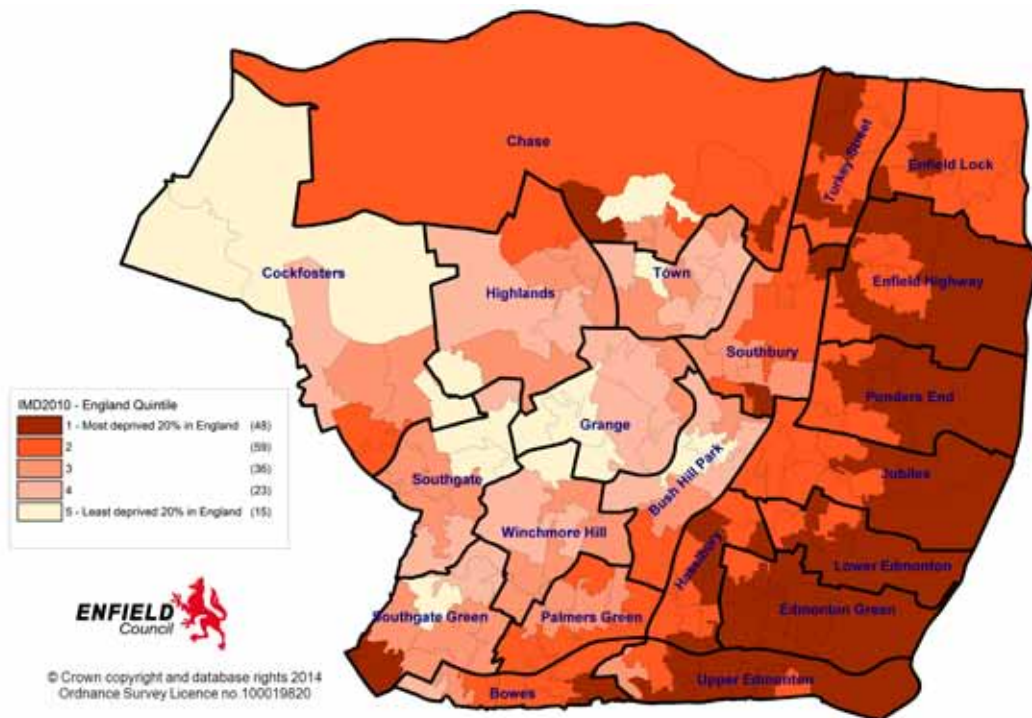 Chase
Turkey Street
Enfield Lock
Cockfosters
Highlands
Town
Enfield Highway
Southbury
Ponders End
Grange
Jubilee
Southgate
Bush Hill Park
Winchmore Hill
Haselbury
Lower Edmonton
Southgate Green
Palmers Green
Edmonton Green
Bowes
Upper Edmonton
IMD2010 - England Quintile
1 - Most deprived 20% in England (48)
2 (59)
3 (36)
4 (23)
5 - Least deprived 20% in England (15)
ENFIELD
Council
© Crown copyright and database rights 2014
Ordnance Survey Licence no.100019820